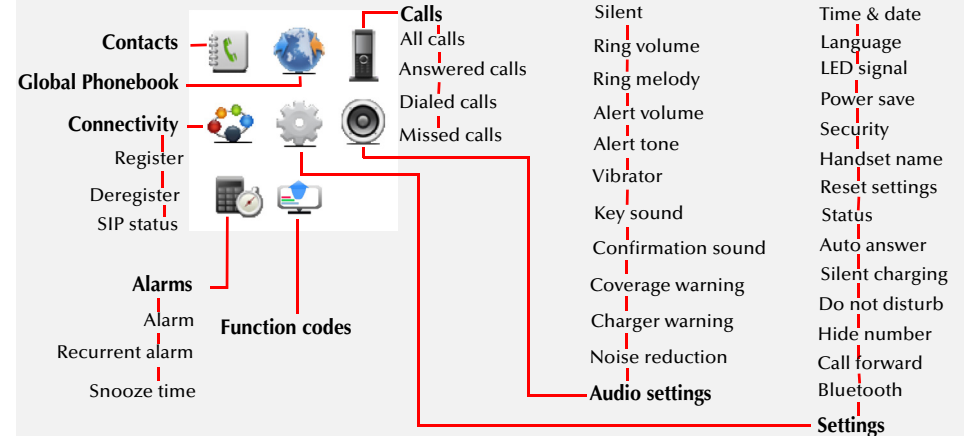 Contacts
Global Phonebook
Connectivity
Register
Deregister
SIP status
Alarms
Alarm
Recurrent alarm
Snooze time
Function codes
Calls
All calls
Answered calls
Dialed calls
Missed calls
Silent
Ring volume
Ring melody
Alert volume
Alert tone
Vibrator
Key sound
Confirmation sound
Coverage warning
Charger warning
Noise reduction
Audio settings
Time & date
Language
LED signal
Power save
Security
Handset name
Reset settings
Status
Auto answer
Silent charging
Do not disturb
Hide number
Call forward
Bluetooth
Settings